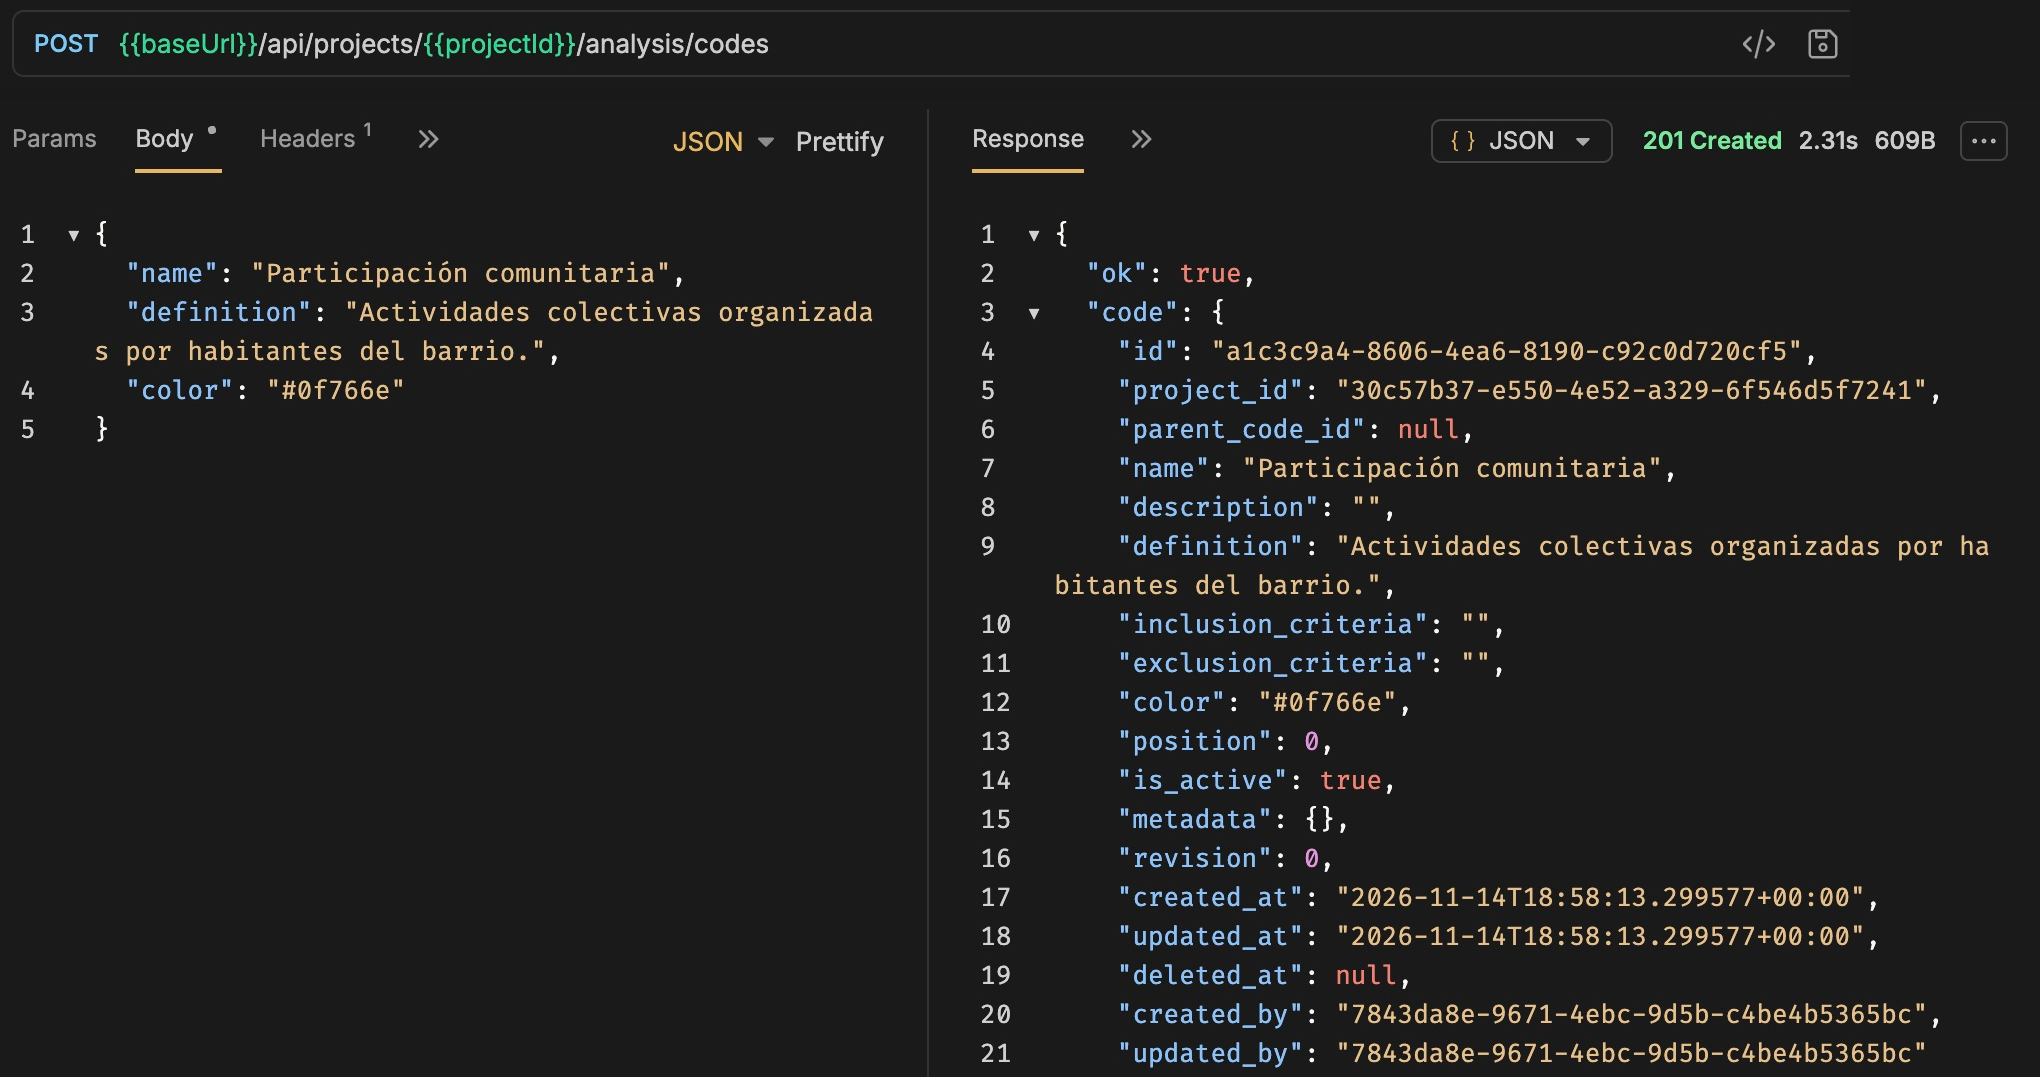 POST {{baseUrl}}/api/projects/{{projectId}}/analysis/codes
Params Body Headers 1
JSON Prettify
1 {
2 "name": "Participación comunitaria",
3 "definition": "Actividades colectivas organizada
s por habitantes del barrio.",
4 "color": "#0f766e"
5 }
Response
{ } JSON 201 Created 2.31s 609B
1 {
2 "ok": true,
3 "code": {
4 "id": "a1c3c9a4-8606-4ea6-8190-c92c0d720cf5",
5 "project_id": "30c57b37-e550-4e52-a329-6f546d5f7241",
6 "parent_code_id": null,
7 "name": "Participación comunitaria",
8 "description": "",
9 "definition": "Actividades colectivas organizadas por ha
bitantes del barrio.",
10 "inclusion_criteria": "",
11 "exclusion_criteria": "",
12 "color": "#0f766e",
13 "position": 0,
14 "is_active": true,
15 "metadata": {},
16 "revision": 0,
17 "created_at": "2026-11-14T18:58:13.299577+00:00",
18 "updated_at": "2026-11-14T18:58:13.299577+00:00",
19 "deleted_at": null,
20 "created_by": "7843da8e-9671-4ebc-9d5b-c4be4b5365bc",
21 "updated_by": "7843da8e-9671-4ebc-9d5b-c4be4b5365bc"